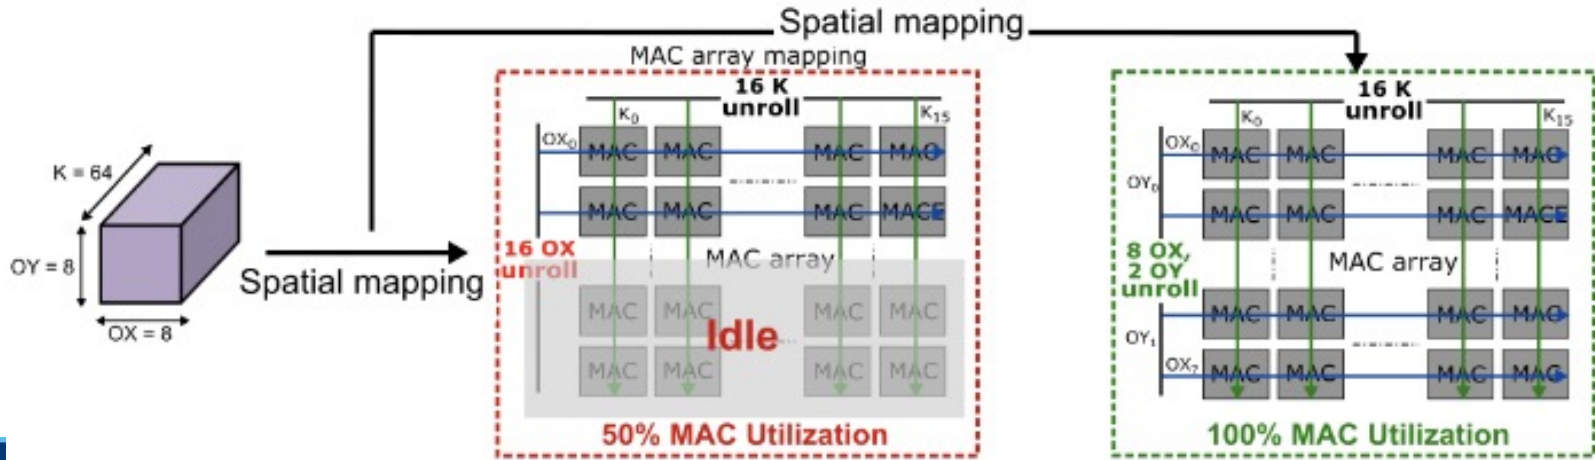 Spatial mapping
MAC array mapping
K = 64
OY = 8
OX = 8
Spatial mapping
16 K
unroll
K0
K15
OX0
MAC MAC MAC MAC
MAC MAC MAC MACE
16 OX
unroll
MAC array
MAC MAC MAC MAC
Idle
MAC MAC MAC MAC
50% MAC Utilization
16 K
unroll
K0
K15
OX0
MAC MAC MAC MAC
OY0
MAC MAC MAC MACE
8 OX,
2 OY
unroll
MAC array
MAC MAC MAC MAC
OY1
OX7
MAC MAC MAC MAC
100% MAC Utilization